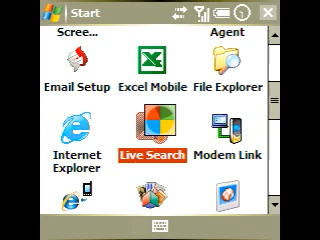 Start
Scree... Agent
Email Setup Excel Mobile File Explorer
Internet Explorer Live Search Modem Link